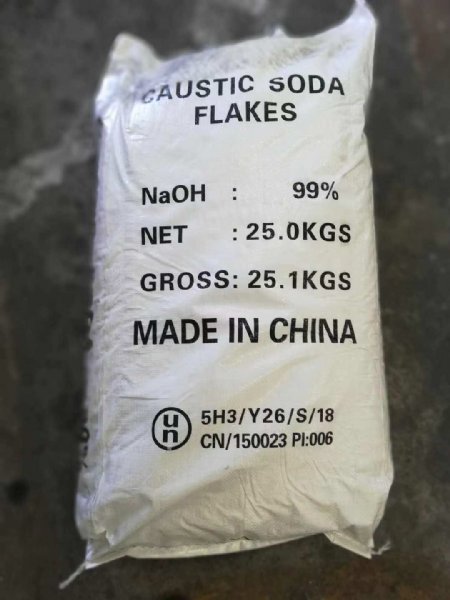 CAUSTIC SODA
FLAKES
NaOH : 99%
NET : 25.0KGS
GROSS: 25.1KGS
MADE IN CHINA
un 5H3/Y26/S/18
CN/150023 PI:006